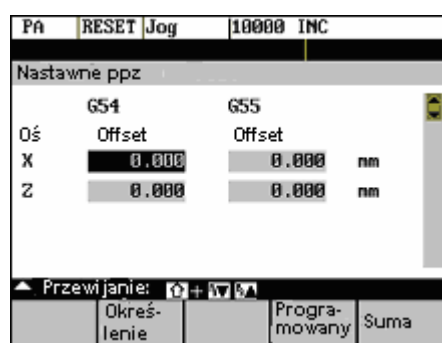 PA RESET Jog 10000 INC
Nastawne ppz
G54 G55
Oś Offset Offset
X 0.000 0.000 mm
Z 0.000 0.000 mm
Przewijanie: +
Określenie Programowany Suma